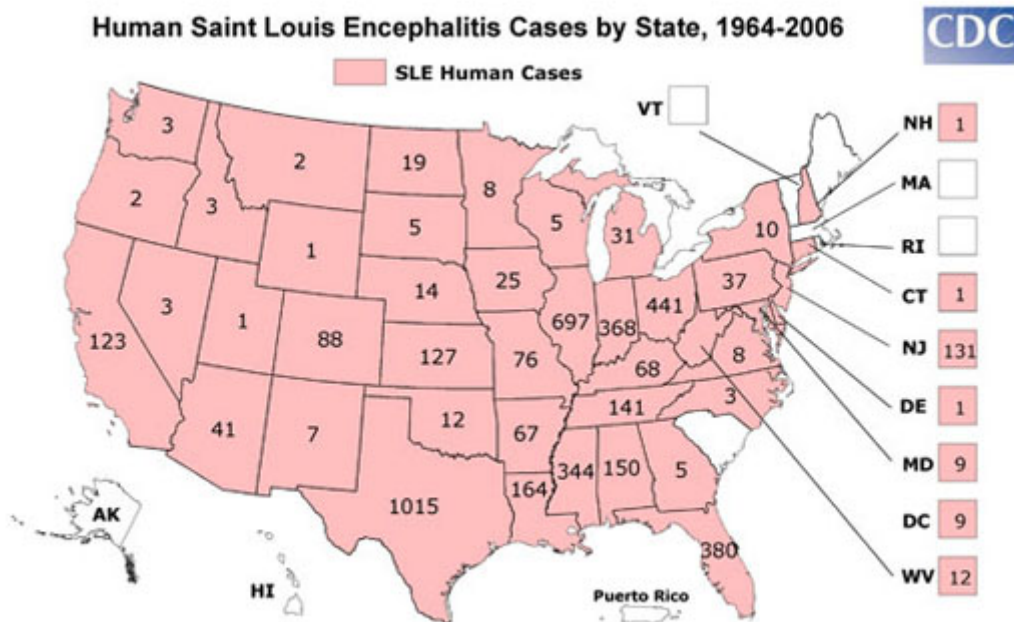 Human Saint Louis Encephalitis Cases by State, 1964-2006
CDC
SLE Human Cases
VT
NH 1
MA
RI
CT 1
NJ 131
DE 1
MD 9
DC 9
WV 12
3
2
19
8
2
3
5
5
31
10
1
14
25
37
3
1
88
697
368
441
123
127
76
68
8
41
7
12
67
141
3
1015
164
344
150
5
380
AK
HI
Puerto Rico